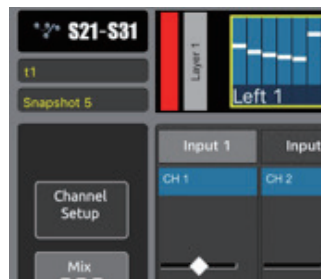 S21-S31
t1
Snapshot 5
Layer 1
Left 1
Input 1
Input
CH 1
CH 2
Channel
Setup
Mix